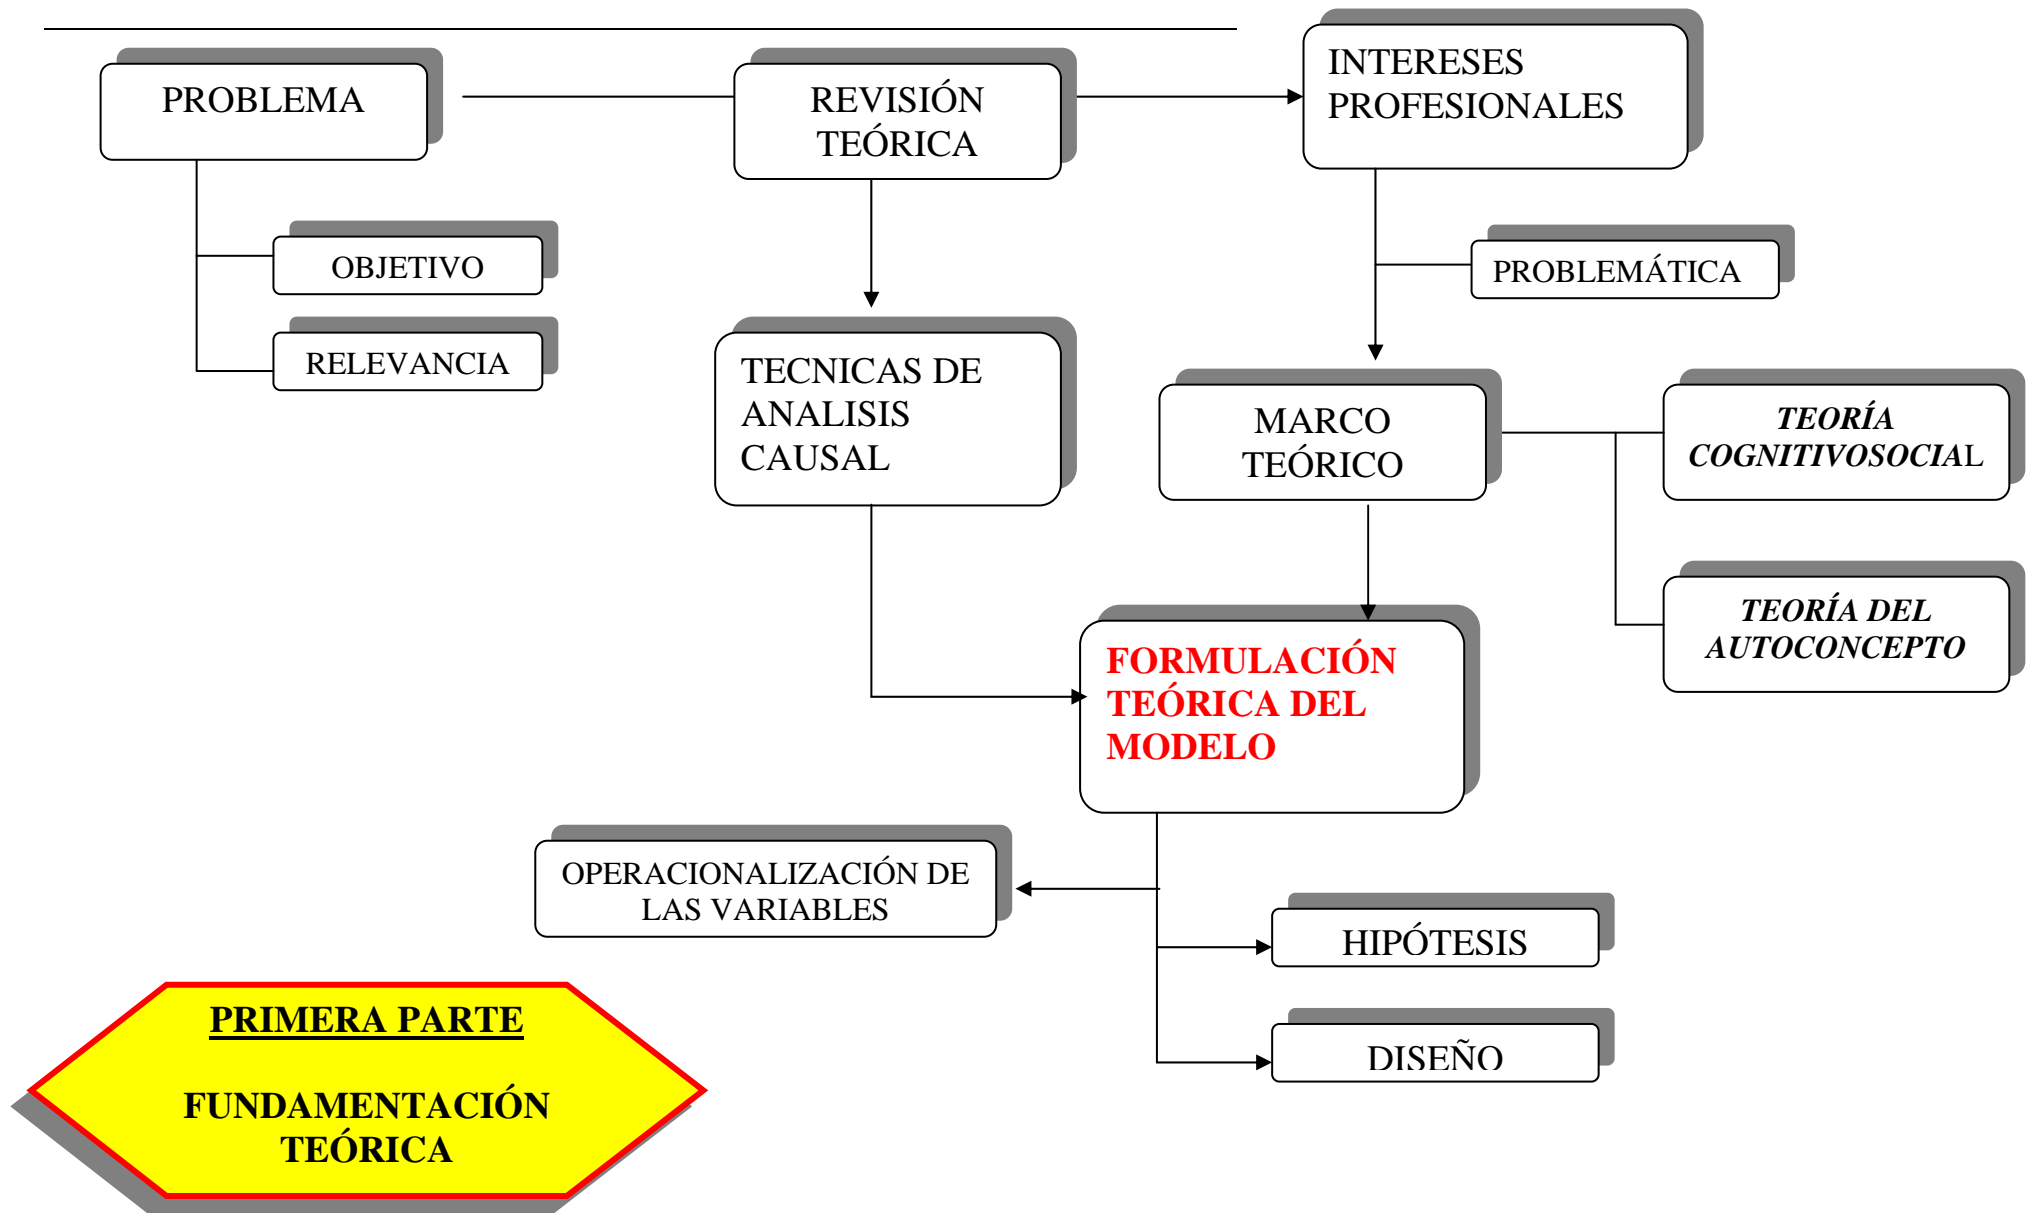 PROBLEMA
REVISIÓN
TEÓRICA
INTERESES
PROFESIONALES
OBJETIVO
RELEVANCIA
PROBLEMÁTICA
TECNICAS DE
ANALISIS
CAUSAL
MARCO
TEÓRICO
TEORÍA
COGNITIVOSOCIAL
TEORÍA DEL
AUTOCONCEPTO
FORMULACIÓN
TEÓRICA DEL
MODELO
OPERACIONALIZACIÓN DE
LAS VARIABLES
HIPÓTESIS
DISEÑO
PRIMERA PARTE
FUNDAMENTACIÓN
TEÓRICA